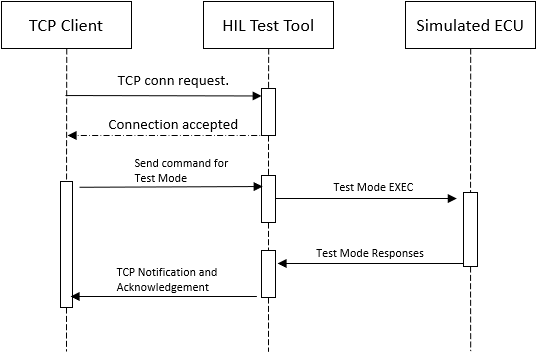 TCP Client
HIL Test Tool
Simulated ECU
TCP conn request.
Connection accepted
Send command for
Test Mode
Test Mode EXEC
Test Mode Responses
TCP Notification and
Acknowledgement